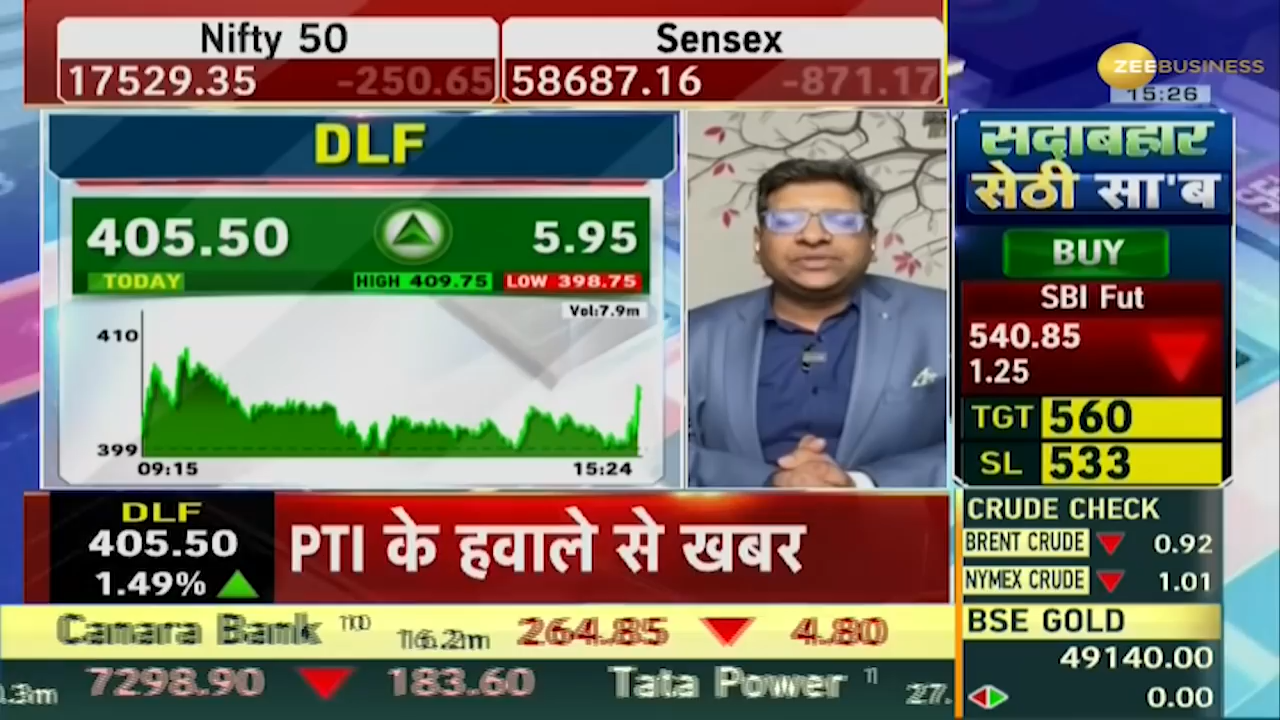 Nifty 50
17529.35 -250.65
Sensex
58687.16 -871.17
ZEEBUSINESS
15:26
DLF
405.50 5.95
TODAY HIGH 409.75 LOW 398.75
Vol:7.9m
410
399
09:15 15:24
सदाबहार
सेठी सा'ब
BUY
SBI Fut
540.85
1.25
TGT 560
SL 533
DLF
405.50
1.49%
PTI के हवाले से खबर
CRUDE CHECK
BRENT CRUDE 0.92
NYMEX CRUDE 1.01
BSE GOLD
49140.00
0.00
Canara Bank 16.2m 264.85 4.80
0.3m 7298.90 183.60 Tata Power 27.